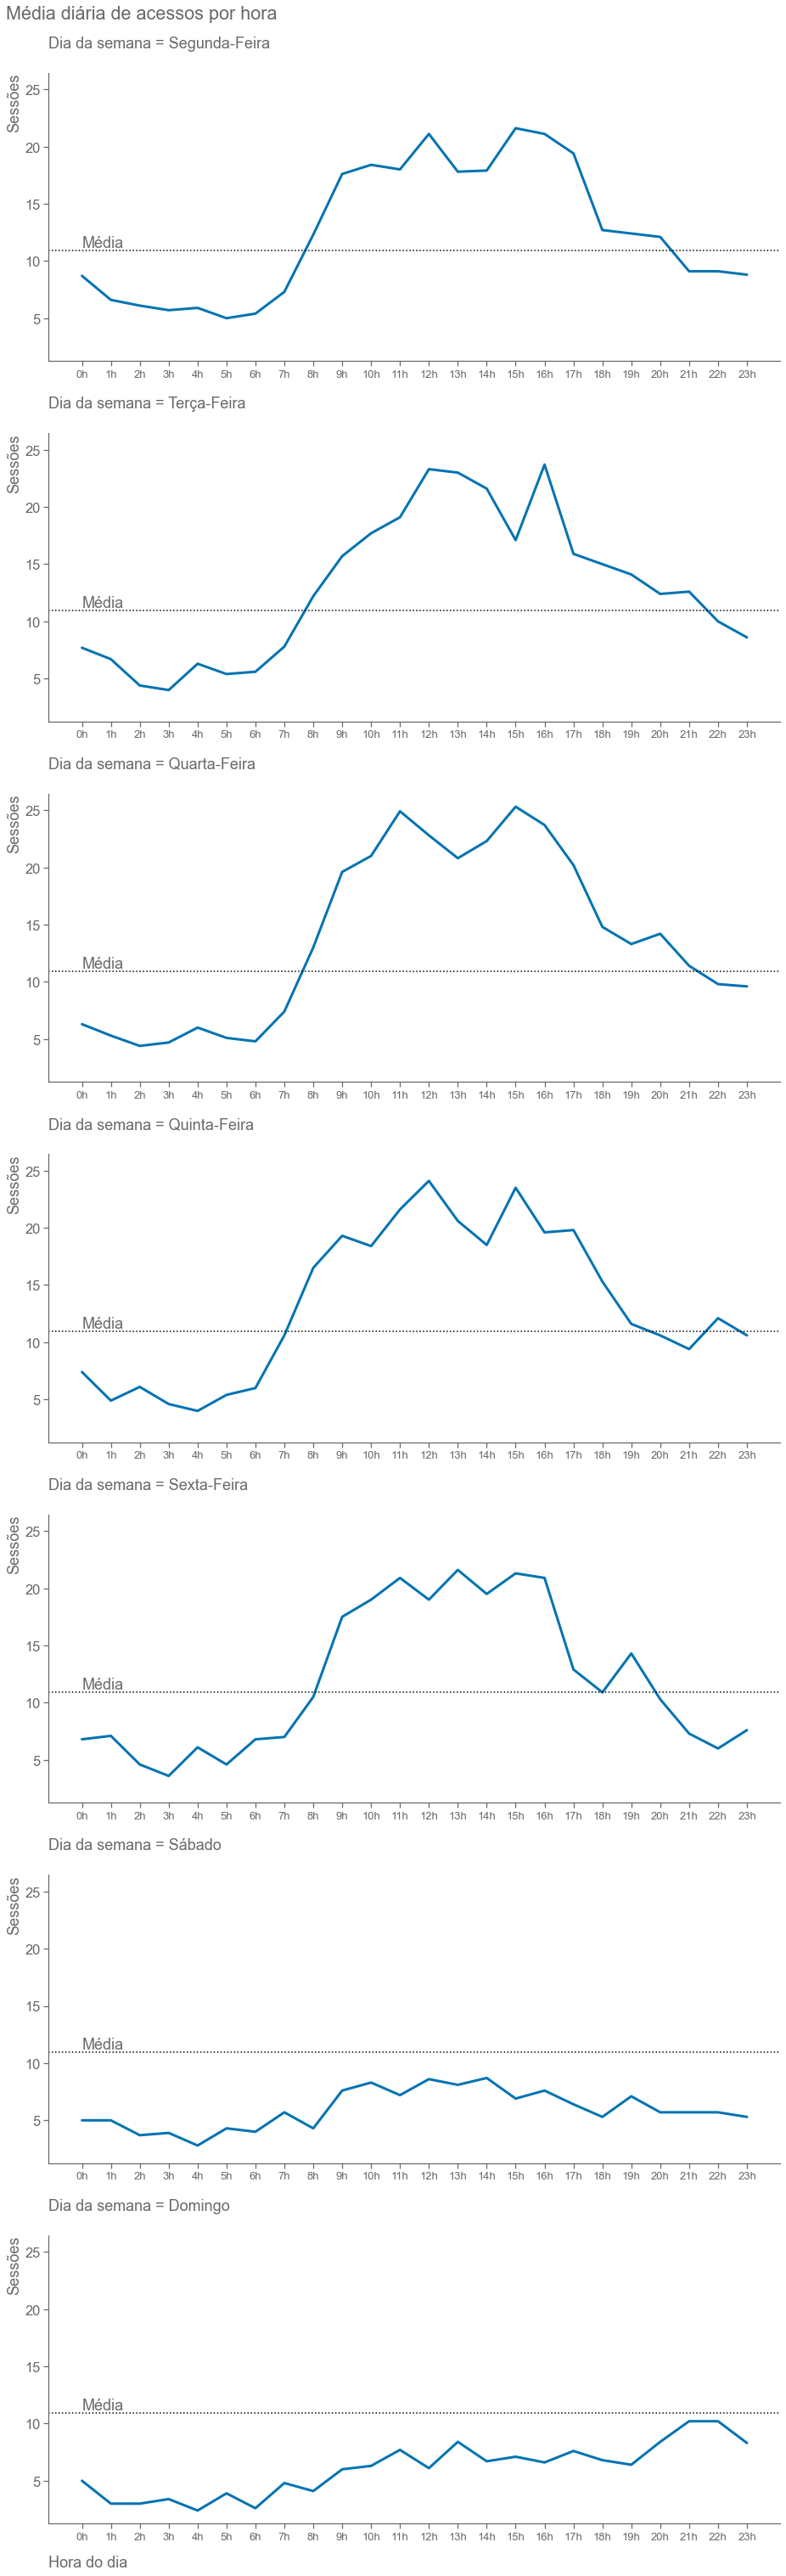 Média diária de acessos por hora
Dia da semana = Segunda-Feira
Sessões
25
20
15
Média
10
5
0h 1h 2h 3h 4h 5h 6h 7h 8h 9h 10h 11h 12h 13h 14h 15h 16h 17h 18h 19h 20h 21h 22h 23h
Dia da semana = Terça-Feira
Sessões
25
20
15
Média
10
5
0h 1h 2h 3h 4h 5h 6h 7h 8h 9h 10h 11h 12h 13h 14h 15h 16h 17h 18h 19h 20h 21h 22h 23h
Dia da semana = Quarta-Feira
Sessões
25
20
15
Média
10
5
0h 1h 2h 3h 4h 5h 6h 7h 8h 9h 10h 11h 12h 13h 14h 15h 16h 17h 18h 19h 20h 21h 22h 23h
Dia da semana = Quinta-Feira
Sessões
25
20
15
Média
10
5
0h 1h 2h 3h 4h 5h 6h 7h 8h 9h 10h 11h 12h 13h 14h 15h 16h 17h 18h 19h 20h 21h 22h 23h
Dia da semana = Sexta-Feira
Sessões
25
20
15
Média
10
5
0h 1h 2h 3h 4h 5h 6h 7h 8h 9h 10h 11h 12h 13h 14h 15h 16h 17h 18h 19h 20h 21h 22h 23h
Dia da semana = Sábado
Sessões
25
20
15
Média
10
5
0h 1h 2h 3h 4h 5h 6h 7h 8h 9h 10h 11h 12h 13h 14h 15h 16h 17h 18h 19h 20h 21h 22h 23h
Dia da semana = Domingo
Sessões
25
20
15
Média
10
5
0h 1h 2h 3h 4h 5h 6h 7h 8h 9h 10h 11h 12h 13h 14h 15h 16h 17h 18h 19h 20h 21h 22h 23h
Hora do dia